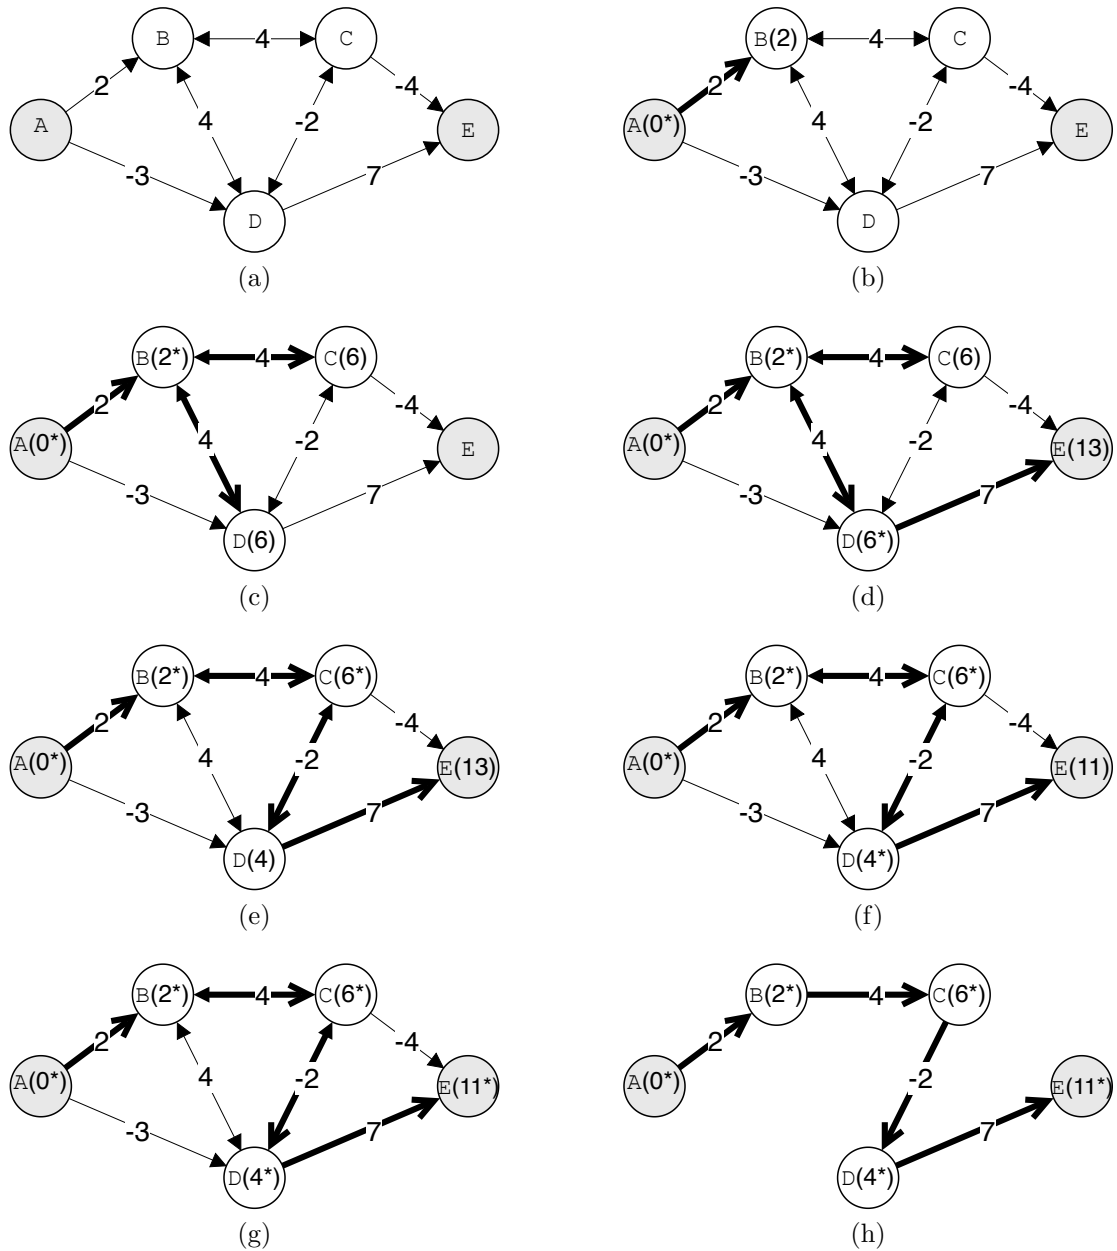 B 4 C B(2) 4 C
2 -4 2 -4
A 4 -2 E A(0*) 4 -2 E
-3 7 -3 7
D D
(a) (b)
B(2*) 4 C(6) B(2*) 4 C(6)
2 -4 2 -4
A(0*) 4 -2 E A(0*) 4 -2 E(13)
-3 7 -3 7
D(6) D(6*)
(c) (d)
B(2*) 4 C(6*) B(2*) 4 C(6*)
2 -4 2 -4
A(0*) 4 -2 E(13) A(0*) 4 -2 E(11)
-3 7 -3 7
D(4) D(4*)
(e) (f)
B(2*) 4 C(6*) B(2*) 4 C(6*)
2 -4 2
A(0*) 4 -2 E(11*) A(0*) -2 E(11*)
-3 7 7
D(4*) D(4*)
(g) (h)